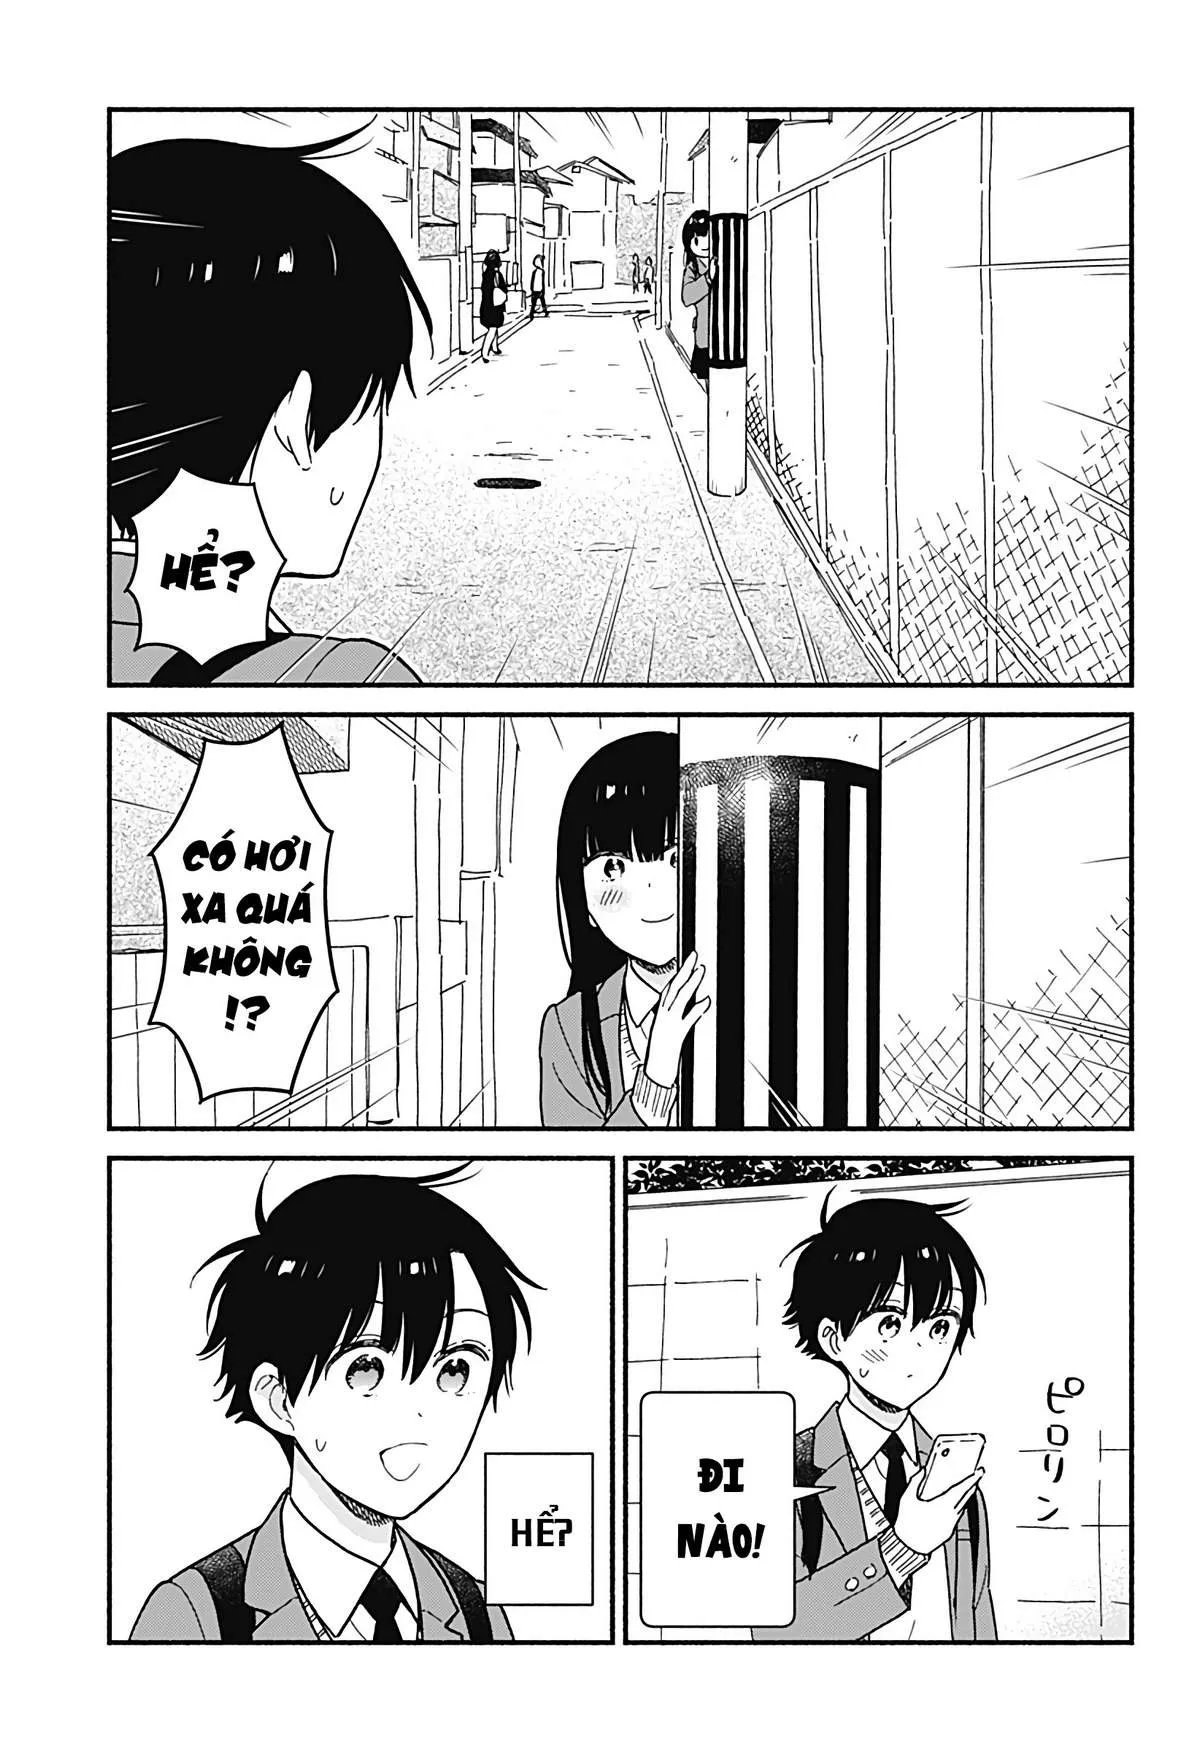 HỂ?
CÓ HƠI
XA QUÁ
KHÔNG
!?
ピロリン
ĐI
NÀO!
HỂ?